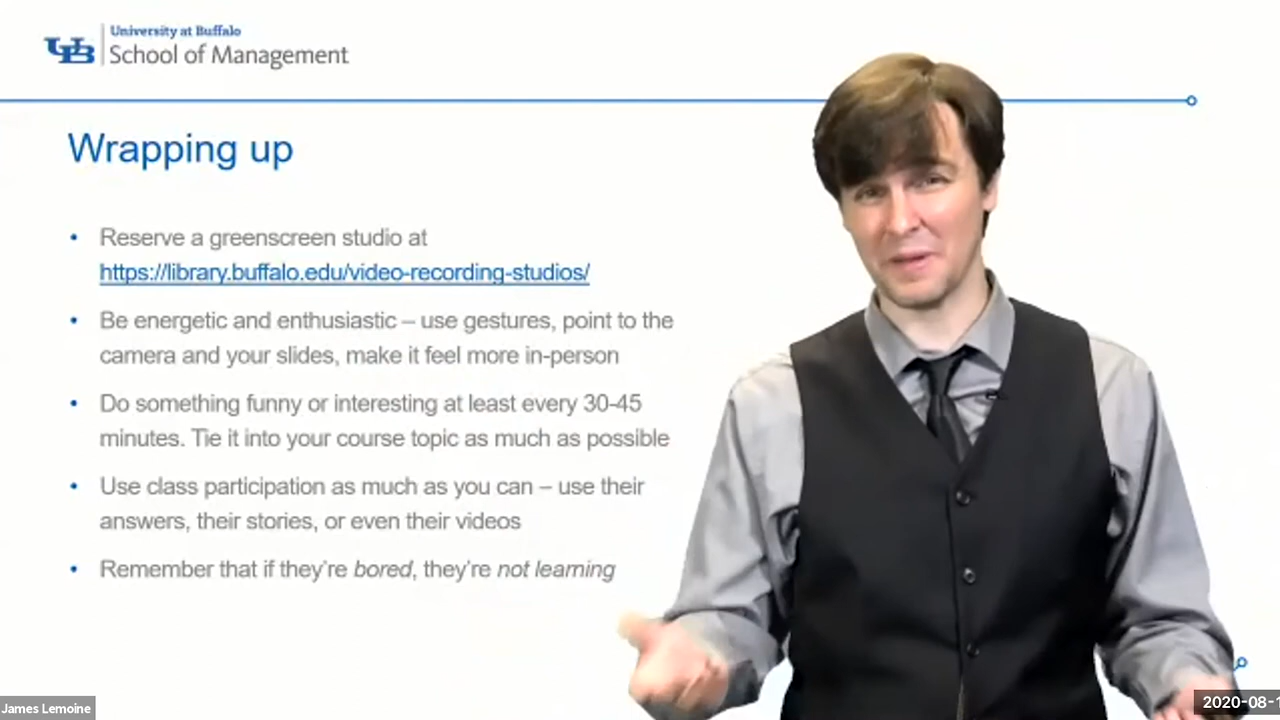 University at Buffalo
UB School of Management
Wrapping up
• Reserve a greenscreen studio at
https://library.buffalo.edu/video-recording-studios/
• Be energetic and enthusiastic – use gestures, point to the
camera and your slides, make it feel more in-person
• Do something funny or interesting at least every 30-45
minutes. Tie it into your course topic as much as possible
• Use class participation as much as you can – use their
answers, their stories, or even their videos
• Remember that if they're bored, they're not learning
James Lemoine
2020-08-1